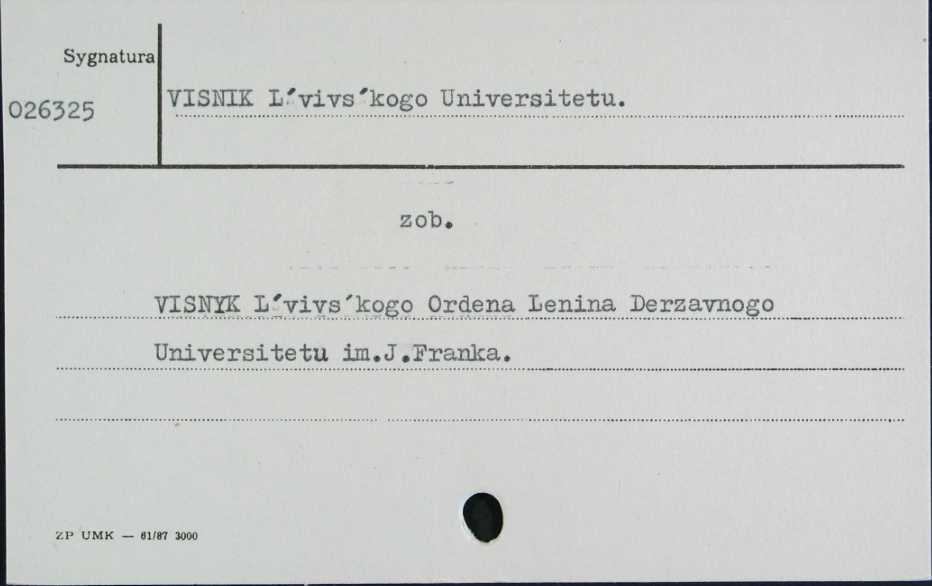 Sygnatura
026325
VISNIK L´vivs´kogo Universitetu.
zob.
VISNYK L´vivs´kogo Ordena Lenina Derzavnogo
Universitetu im.J.Franka.
ZP UMK — 61/87 3000